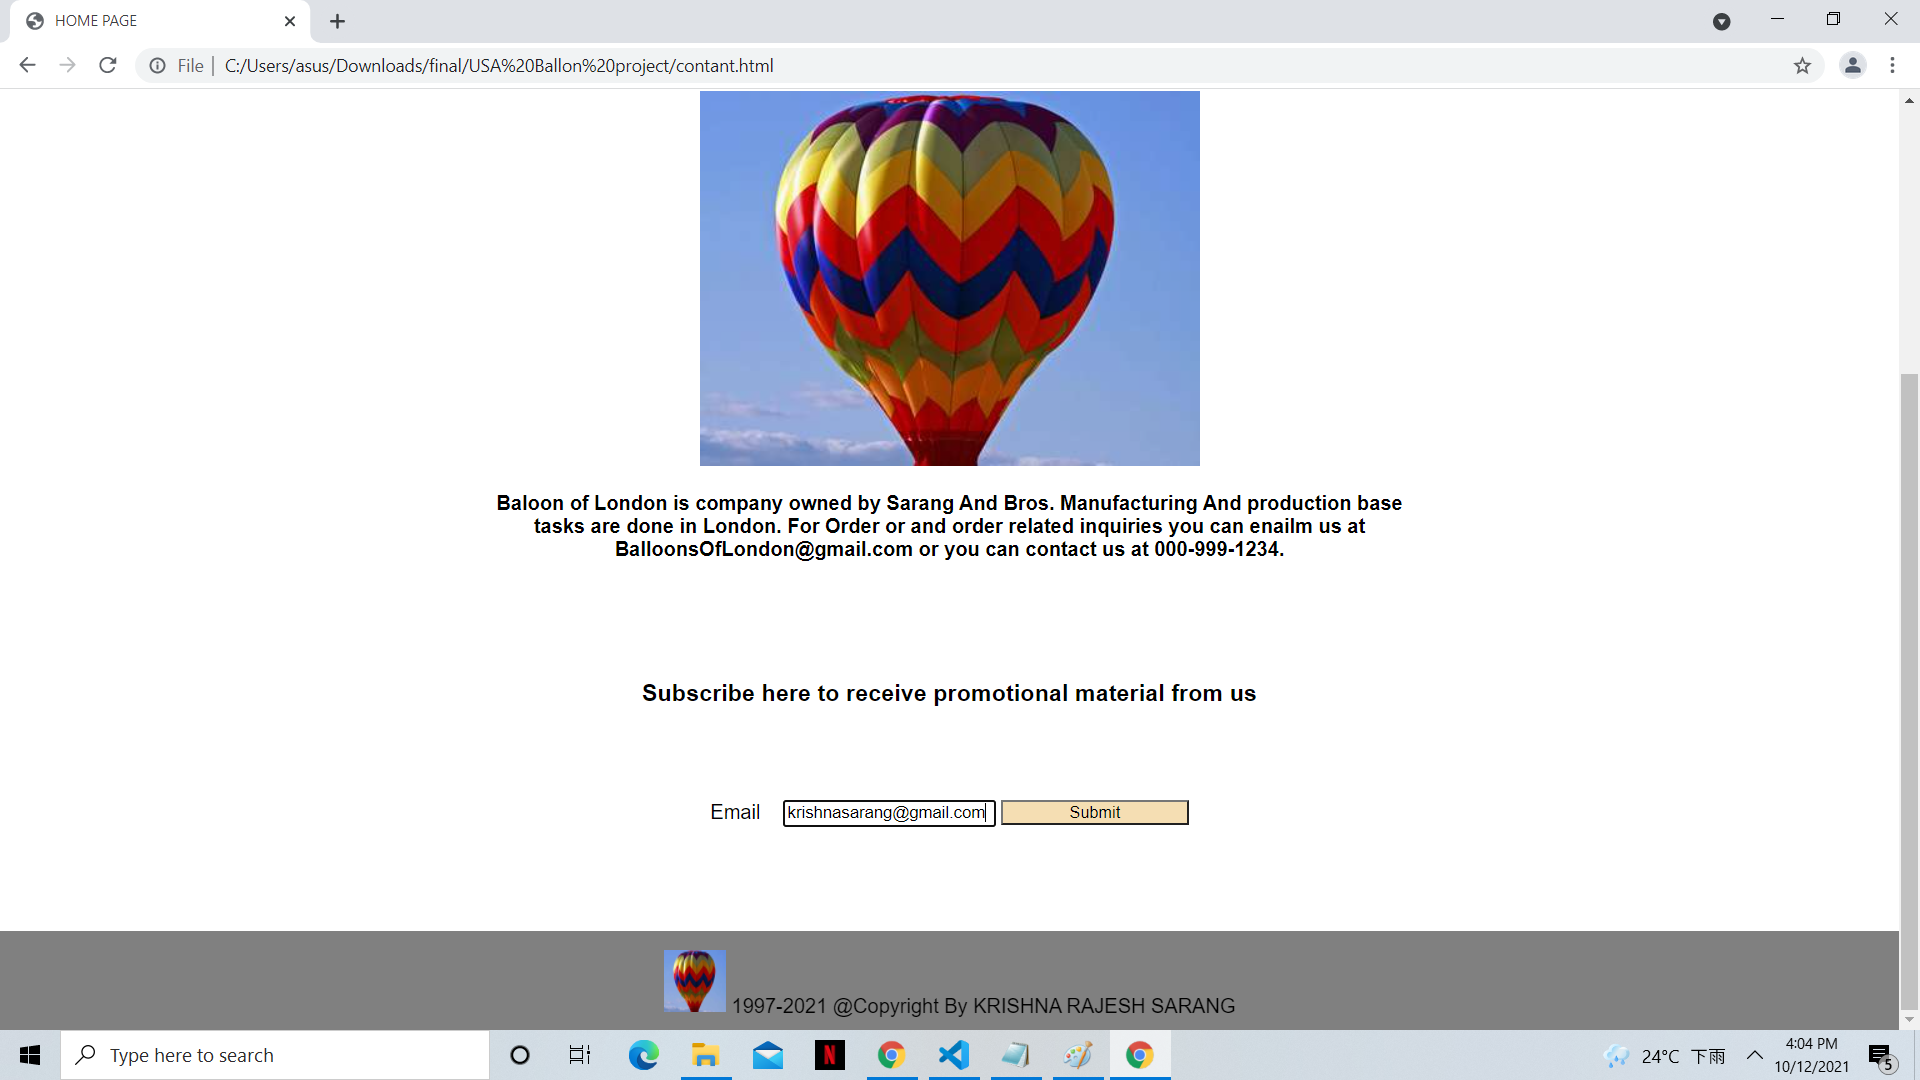 HOME PAGE
File | C:/Users/asus/Downloads/final/USA%20Ballon%20project/contant.html
Baloon of London is company owned by Sarang And Bros. Manufacturing And production base
tasks are done in London. For Order or and order related inquiries you can enailm us at
BalloonsOfLondon@gmail.com or you can contact us at 000-999-1234.
Subscribe here to receive promotional material from us
Email krishnasarang@gmail.com Submit
1997-2021 @Copyright By KRISHNA RAJESH SARANG
Type here to search
N
24°C 下雨
4:04 PM
10/12/2021
5